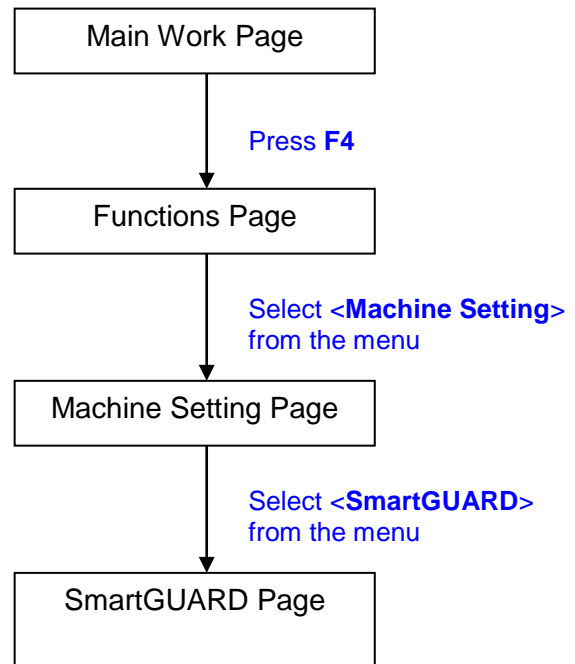 Main Work Page
Press F4
Functions Page
Select <Machine Setting>
from the menu
Machine Setting Page
Select <SmartGUARD>
from the menu
SmartGUARD Page